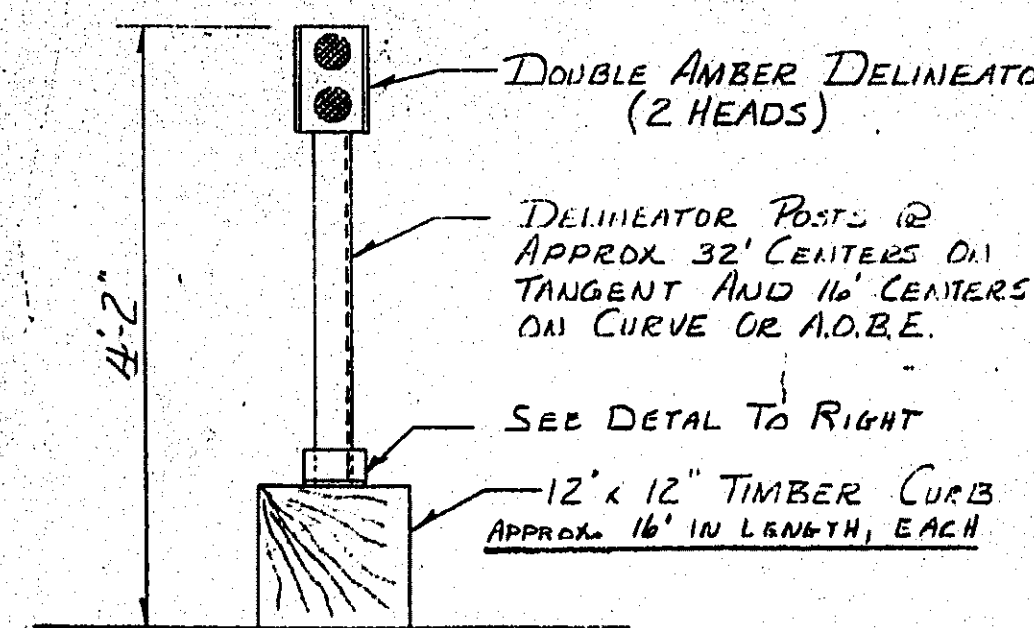 DOUBLE AMBER DELINEATO
(2 HEADS)
DELINEATOR POSTS @
APPROX 32' CENTERS ON
TANGENT AND 16' CENTERS
ON CURVE OR A.O.B.E.
4'-2"
SEE DETAL TO RIGHT
12" x 12" TIMBER CURB
APPROX. 16' IN LENGTH, EACH